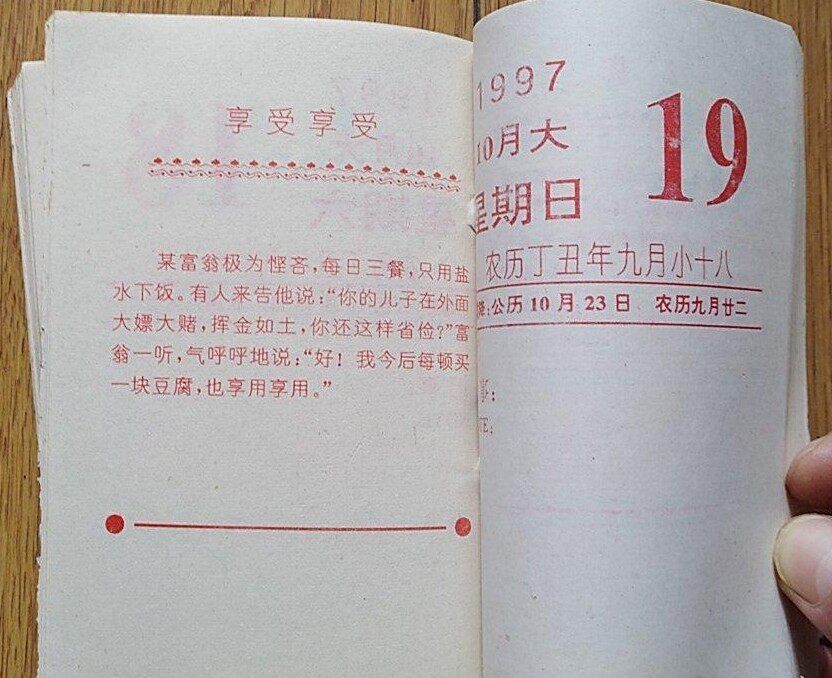 享受享受
某富翁极为悭吝，每日三餐，只用盐
水下饭。有人来告他说：“你的儿子在外面
大嫖大赌，挥金如土，你还这样省俭？”富
翁一听，气呼呼地说：“好！我今后每顿买
一块豆腐，也享用享用。”
1997
10月大
星期日
19
农历丁丑年九月小十八
降：公历10月23日 农历九月廿二
事：
TE：